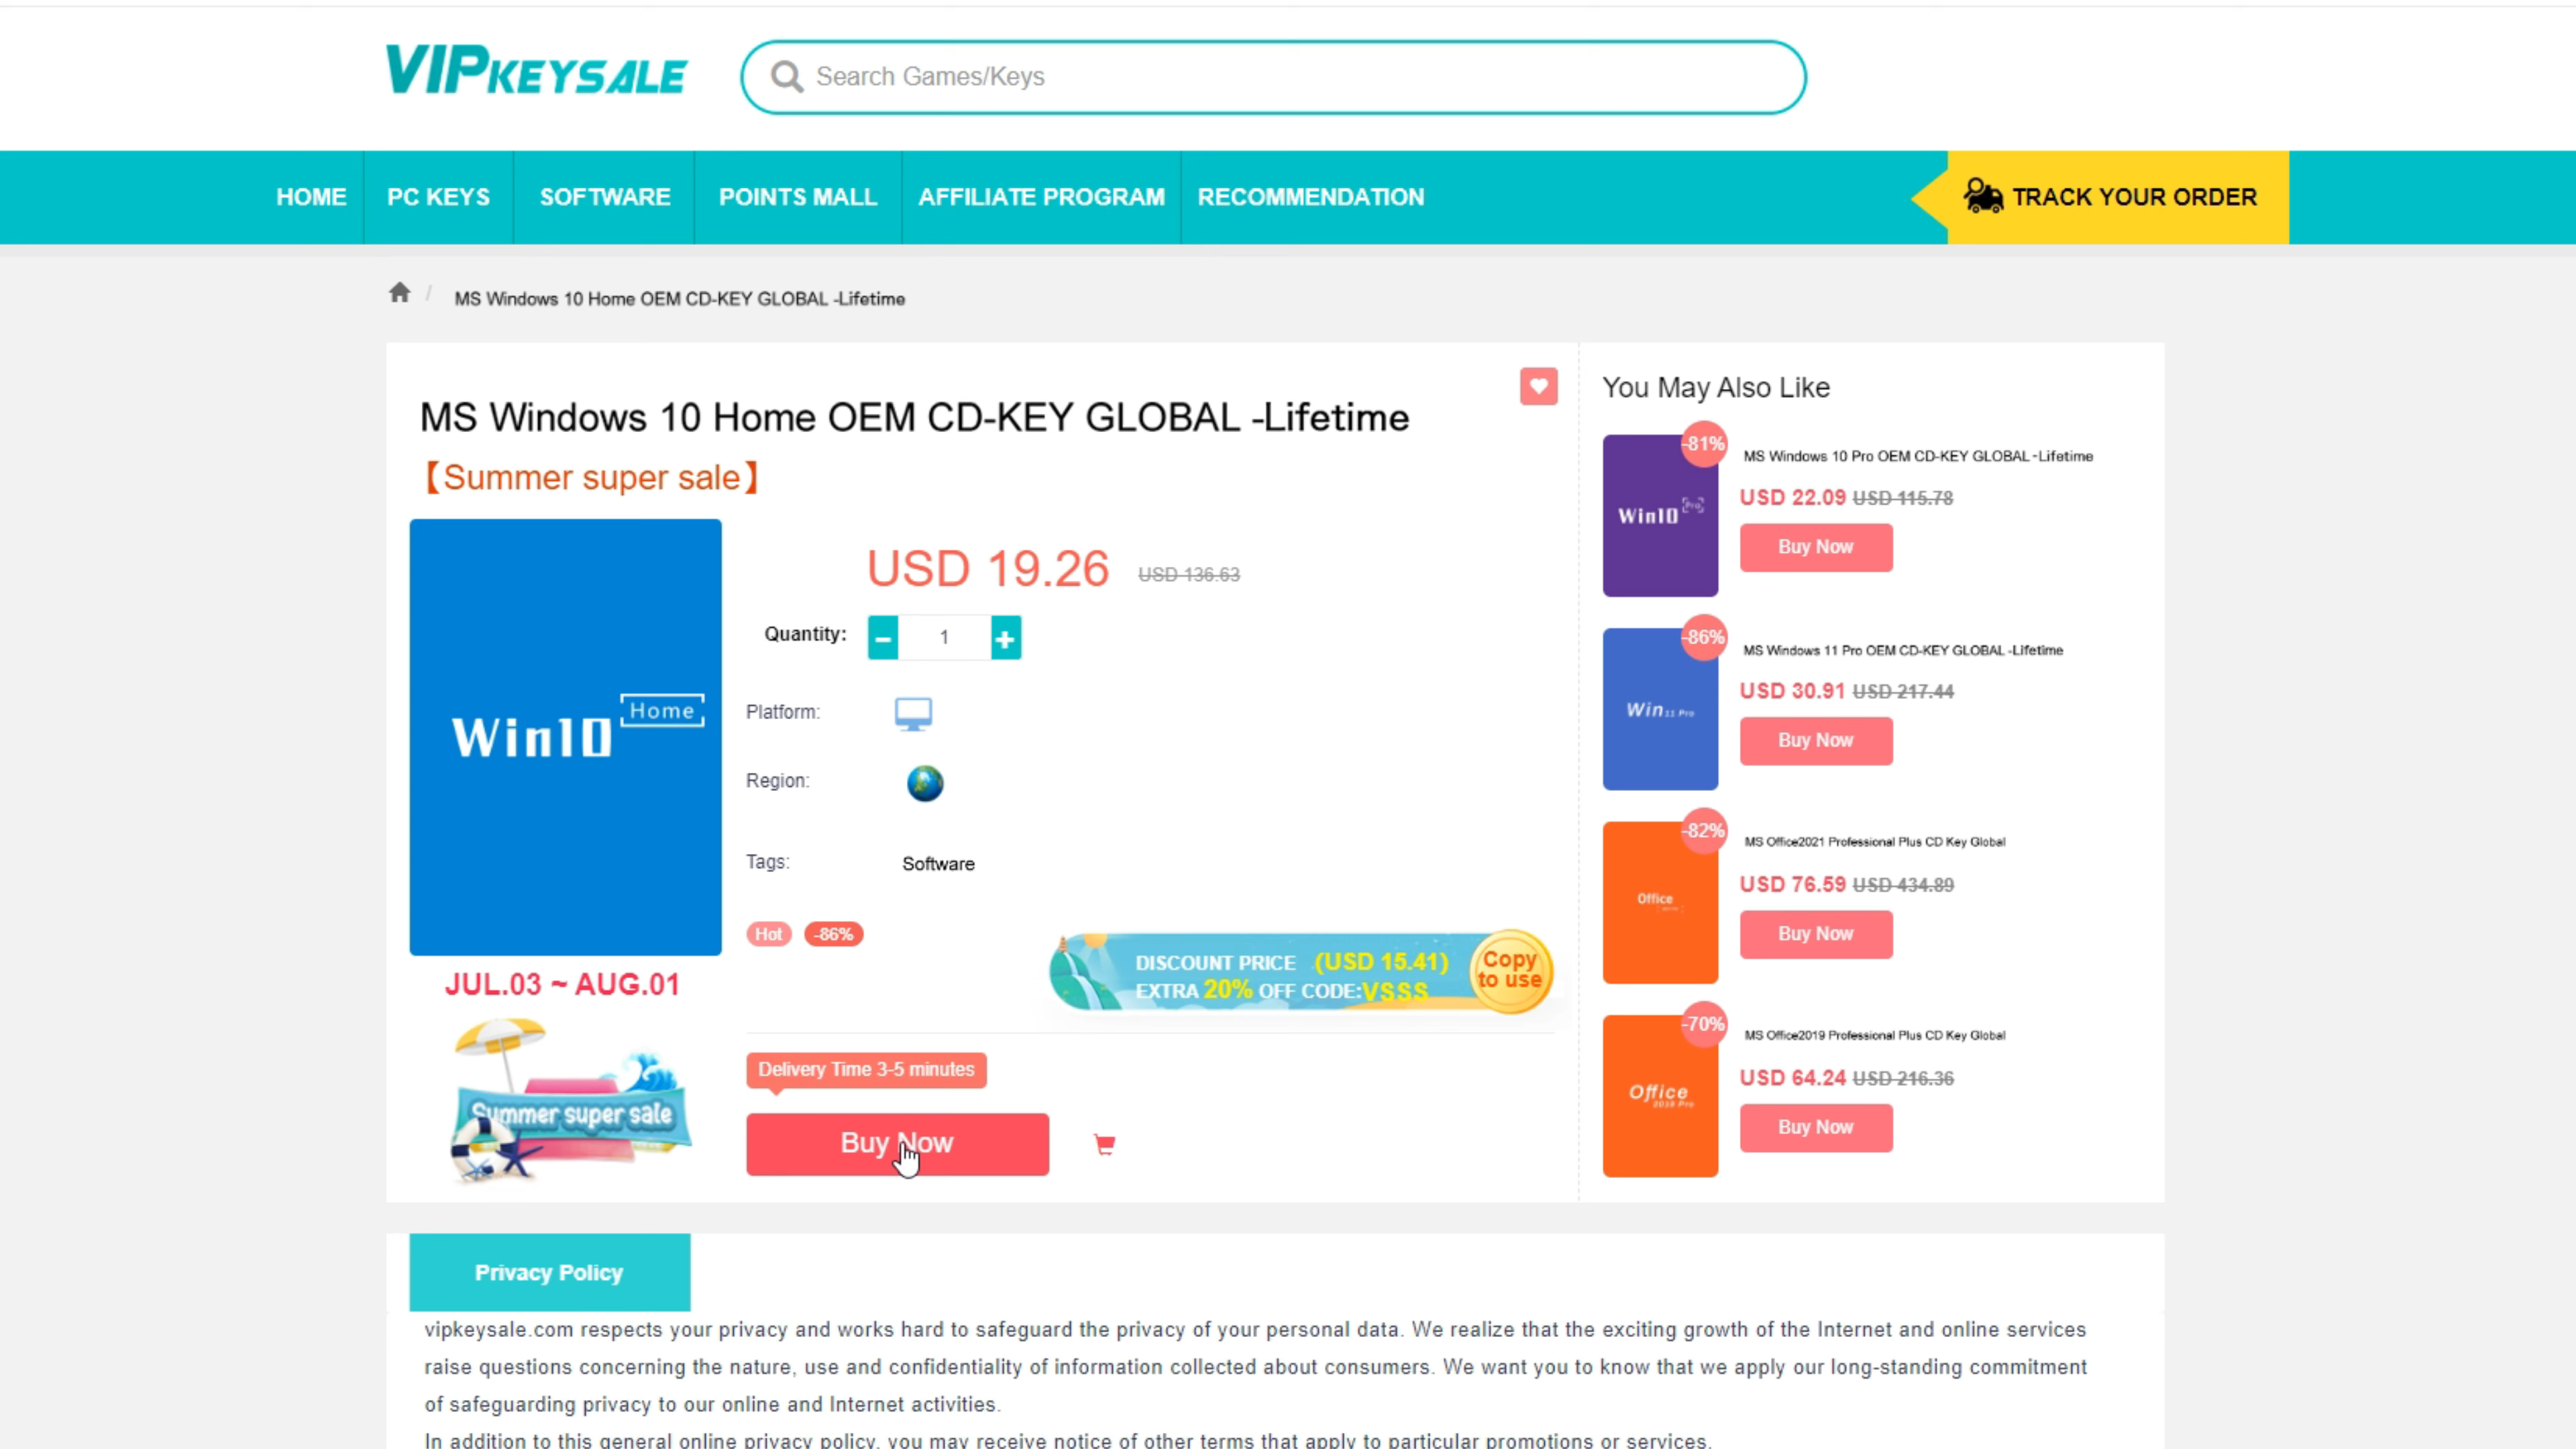 VIPKEYSALE
Search Games/Keys
HOME
PC KEYS
SOFTWARE
POINTS MALL
AFFILIATE PROGRAM
RECOMMENDATION
TRACK YOUR ORDER
/ MS Windows 10 Home OEM CD-KEY GLOBAL -Lifetime
MS Windows 10 Home OEM CD-KEY GLOBAL -Lifetime
【Summer super sale】
Win10 Home
USD 19.26 USD 136.63
Quantity: 1
Platform:
Region:
Tags: Software
Hot -86%
DISCOUNT PRICE (USD 15.41)
EXTRA 20% OFF CODE:VSSS
Copy
to use
JUL.03 ~ AUG.01
Summer super sale
Delivery Time 3-5 minutes
Buy Now
You May Also Like
-81%
Win10 Pro
MS Windows 10 Pro OEM CD-KEY GLOBAL-Lifetime
USD 22.09 USD 115.78
Buy Now
-86%
Win 11 Pro
MS Windows 11 Pro OEM CD-KEY GLOBAL-Lifetime
USD 30.91 USD 217.44
Buy Now
-82%
Office
MS Office2021 Professional Plus CD Key Global
USD 76.59 USD 434.89
Buy Now
-70%
Office
2019 Pro
MS Office2019 Professional Plus CD Key Global
USD 64.24 USD 216.36
Buy Now
Privacy Policy
vipkeysale.com respects your privacy and works hard to safeguard the privacy of your personal data. We realize that the exciting growth of the Internet and online services
raise questions concerning the nature, use and confidentiality of information collected about consumers. We want you to know that we apply our long-standing commitment
of safeguarding privacy to our online and Internet activities.
In addition to this general online privacy policy, you may receive notice of other terms that apply to particular promotions or services.